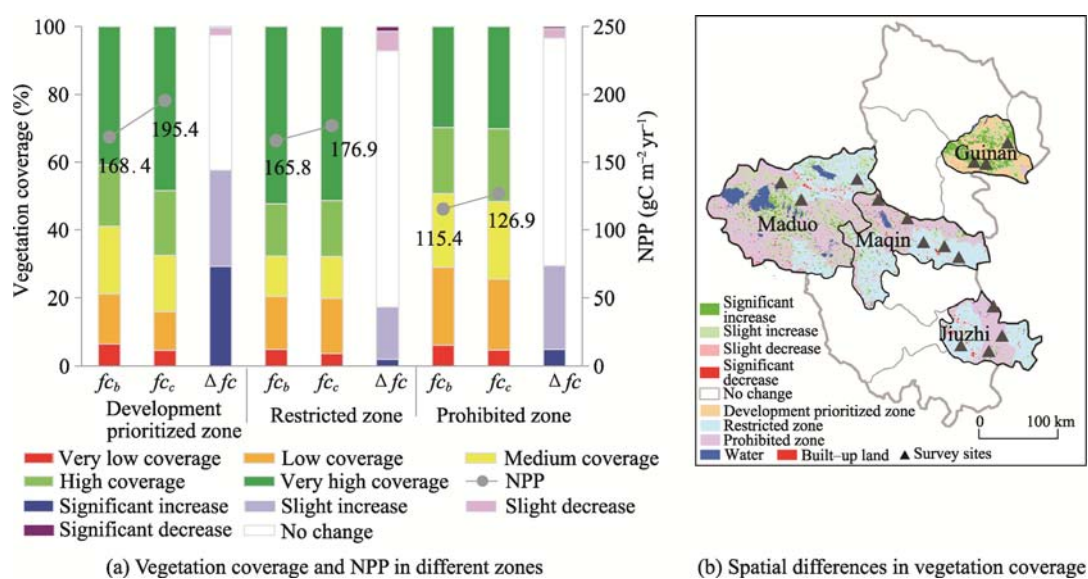 100
80
60
40
20
0
Vegetation coverage (%)
250
200
150
100
50
0
NPP (gC m⁻² yr⁻¹)
168.4
195.4
165.8
176.9
115.4
126.9
fc_b fc_c Δfc fc_b fc_c Δfc fc_b fc_c Δfc
Development
prioritized zone
Restricted zone
Prohibited zone
Very low coverage
Low coverage
Medium coverage
High coverage
Very high coverage
NPP
Significant increase
Slight increase
Slight decrease
Significant decrease
No change
(a) Vegetation coverage and NPP in different zones
Guinan
Maduo
Maqin
Jiuzhi
Significant
increase
Slight increase
Slight decrease
Significant
decrease
No change
Development prioritized zone
Restricted zone
Prohibited zone
Water
Built–up land
Survey sites
0 100 km
(b) Spatial differences in vegetation coverage